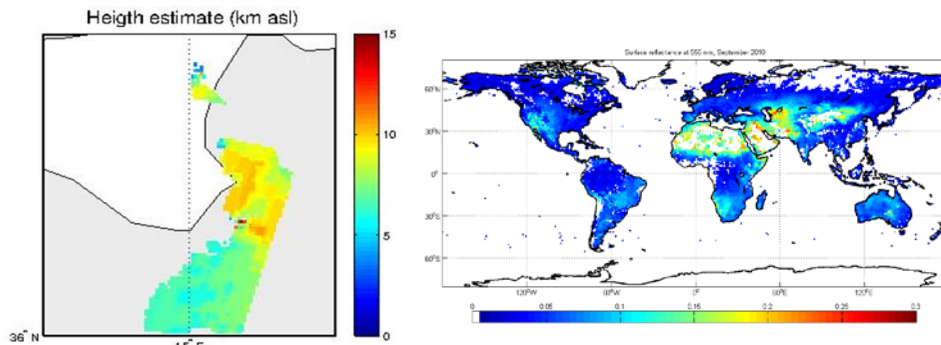 Heigth estimate (km asl)
15
10
5
0
36° N
15° E
Surface reflectance at 555 nm, September 2010
60°N
30°N
0°
30°S
60°S
120°W
60°W
0°
60°E
120°E
0
0.05
0.1
0.15
0.2
0.25
0.3